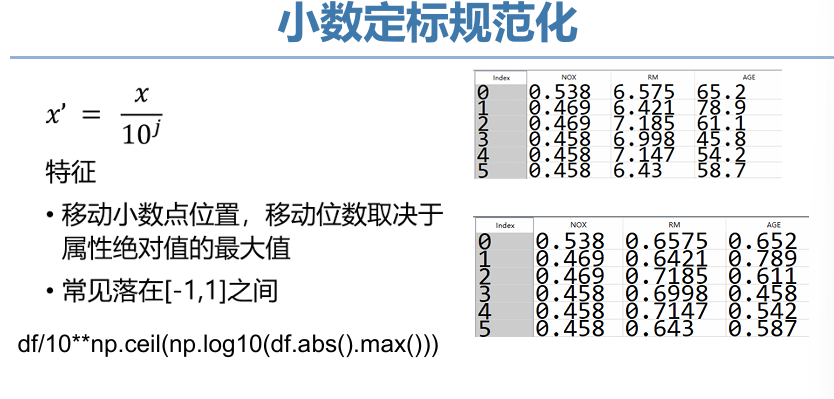 小数定标规范化
x' = x / 10^j
特征
• 移动小数点位置，移动位数取决于
属性绝对值的最大值
• 常见落在[-1,1]之间
df/10**np.ceil(np.log10(df.abs().max()))
Index NOX RM AGE
0 0.538 6.575 65.2
1 0.469 6.421 78.9
2 0.469 7.185 61.1
3 0.458 6.998 45.8
4 0.458 7.147 54.2
5 0.458 6.43 58.7
Index NOX RM AGE
0 0.538 0.6575 0.652
1 0.469 0.6421 0.789
2 0.469 0.7185 0.611
3 0.458 0.6998 0.458
4 0.458 0.7147 0.542
5 0.458 0.643 0.587